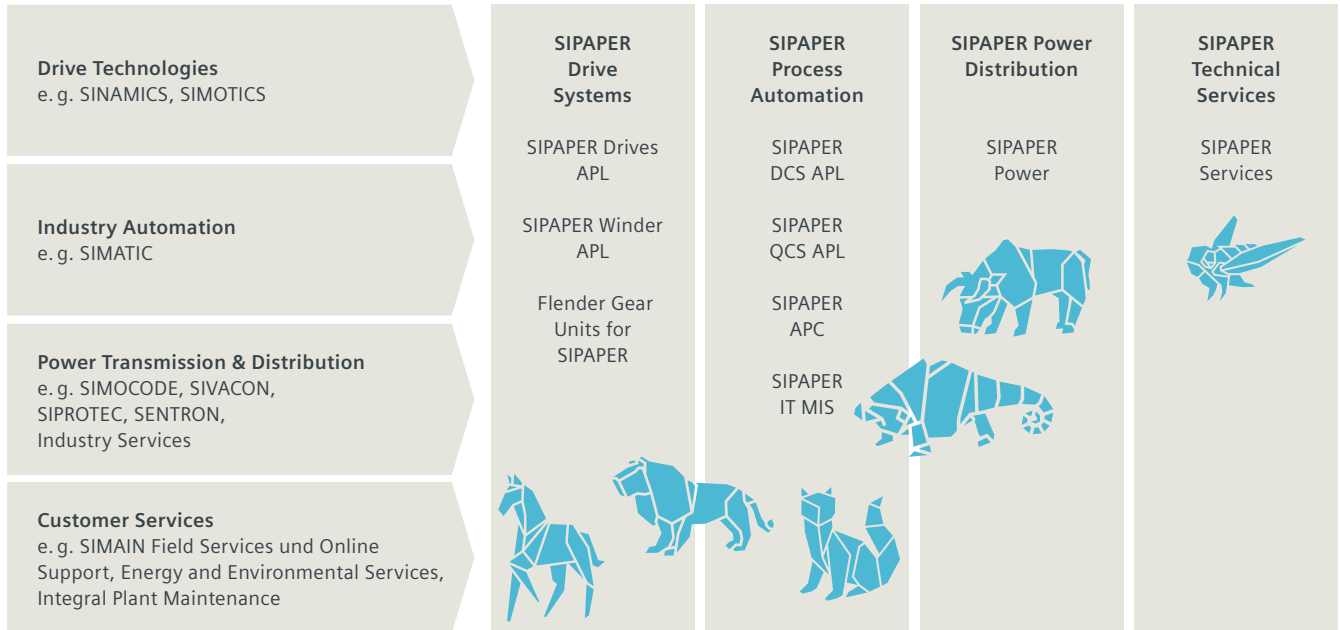 Drive Technologies
e. g. SINAMICS, SIMOTICS
Industry Automation
e. g. SIMATIC
Power Transmission & Distribution
e. g. SIMOCODE, SIVACON,
SIPROTEC, SENTRON,
Industry Services
Customer Services
e. g. SIMAIN Field Services und Online
Support, Energy and Environmental Services,
Integral Plant Maintenance
SIPAPER
Drive
Systems
SIPAPER Drives
APL
SIPAPER Winder
APL
Flender Gear
Units for
SIPAPER
SIPAPER
Process
Automation
SIPAPER
DCS APL
SIPAPER
QCS APL
SIPAPER
APC
SIPAPER
IT MIS
SIPAPER Power
Distribution
SIPAPER
Power
SIPAPER
Technical
Services
SIPAPER
Services